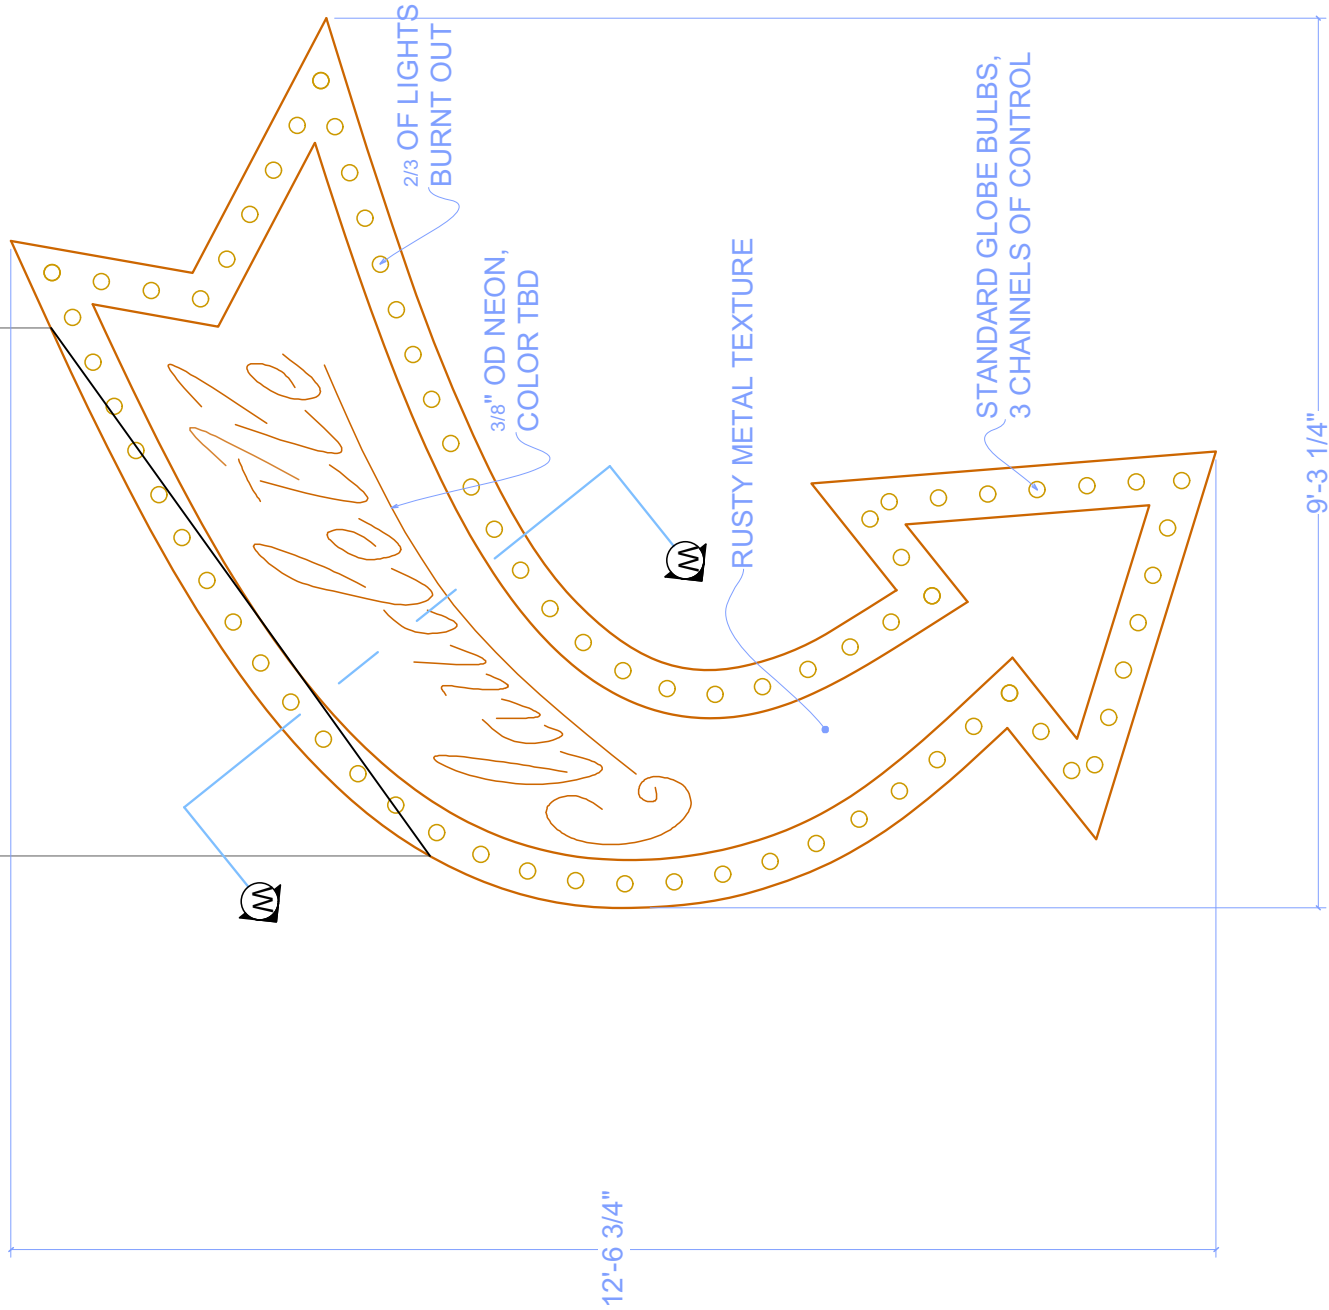 2/3 OF LIGHTS
BURNT OUT
3/8" OD NEON,
COLOR TBD
RUSTY METAL TEXTURE
STANDARD GLOBE BULBS,
3 CHANNELS OF CONTROL
W
W
12'-6 3/4"
9'-3 1/4"